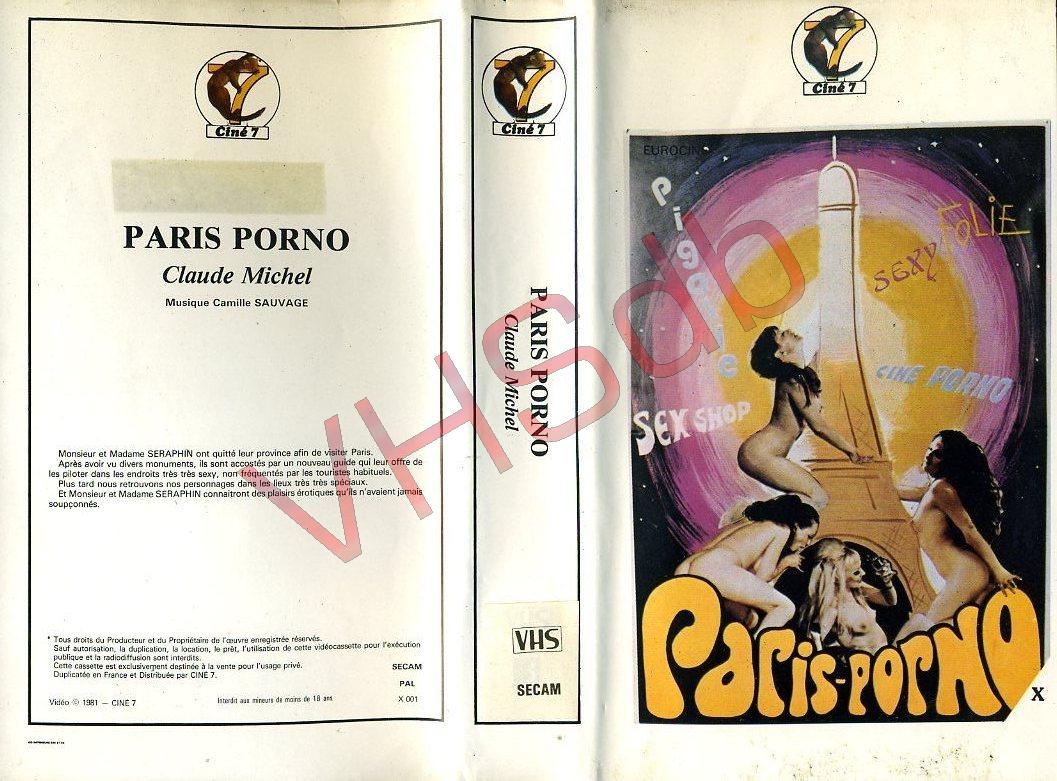 Ciné 7
PARIS PORNO
Claude Michel
Musique Camille SAUVAGE
Monsieur et Madame SERAPHIN ont quitté leur province afin de visiter Paris.
Après avoir vu divers monuments, ils sont accostés par un nouveau guide qui leur offre de
les piloter dans les endroits très très sexy, non fréquentés par les touristes habituels.
Plus tard nous retrouvons nos personnages dans les lieux très très spéciaux.
Et Monsieur et Madame SERAPHIN connaitront des plaisirs érotiques qu'ils n'avaient jamais
soupçonnés.
* Tous droits du Producteur et du Propriétaire de l'œuvre enregistrée réservés.
Sauf autorisation, la duplication, la location, le prêt, l'utilisation de cette vidéocassette pour l'exécution
publique et la radiodiffusion sont interdits.
Cette cassette est exclusivement destinée à la vente pour l'usage privé.
Dupliquée en France et Distribuée par CINÉ 7.
SECAM
PAL
Vidéo © 1981 — CINÉ 7
Interdit aux mineurs de moins de 18 ans
X 001
Ciné 7
PARIS PORNO
Claude Michel
VHS
SECAM
Ciné 7
EUROCIN
Pigalle
FOLIE
SEXY
CINE PORNO
SEX SHOP
Paris-porno
X
VHSdb